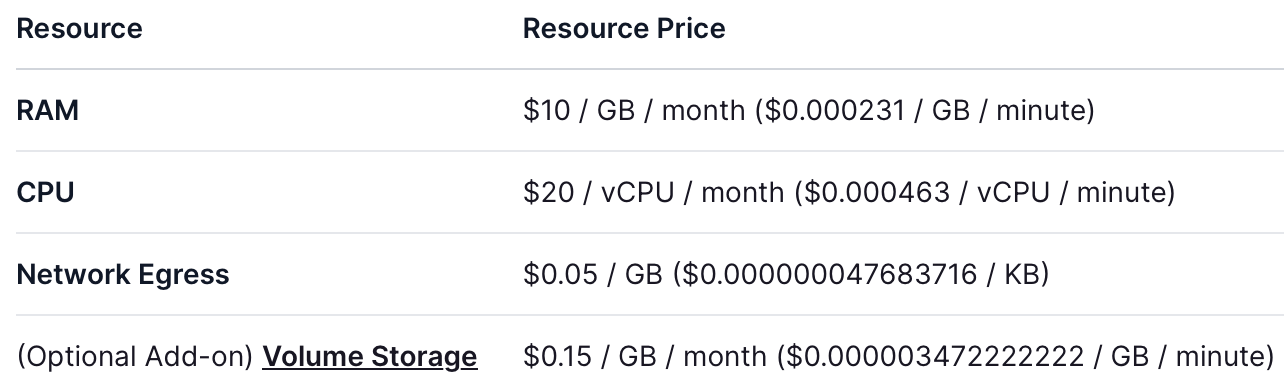 Resource Resource Price
RAM $10 / GB / month ($0.000231 / GB / minute)
CPU $20 / vCPU / month ($0.000463 / vCPU / minute)
Network Egress $0.05 / GB ($0.000000047683716 / KB)
(Optional Add-on) Volume Storage $0.15 / GB / month ($0.000003472222222 / GB / minute)